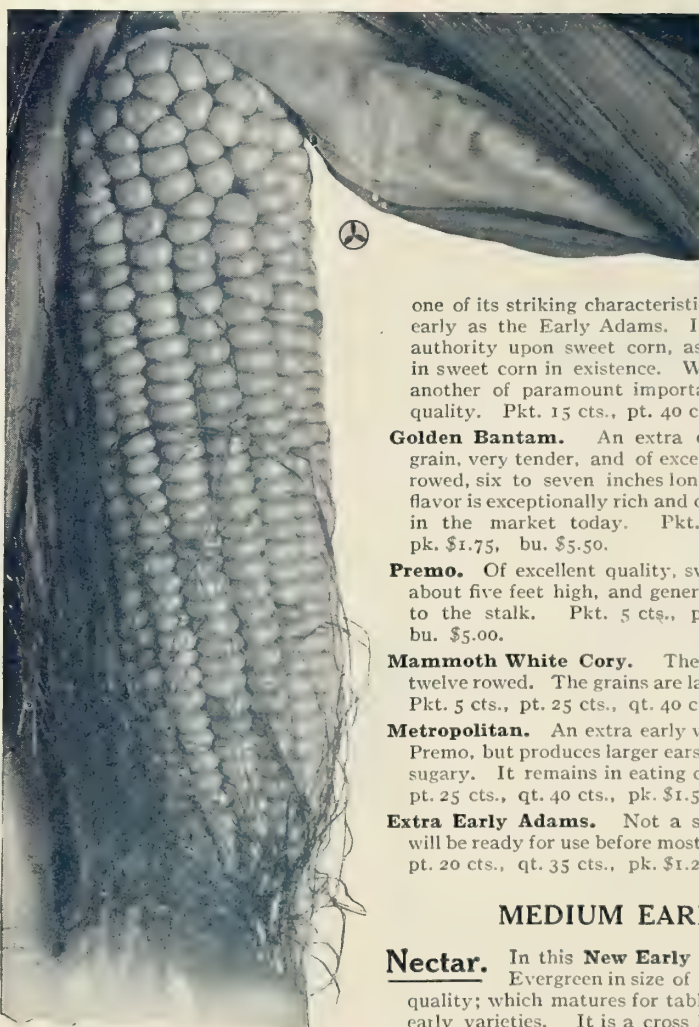 one of its striking characteristi
early as the Early Adams. I
authority upon sweet corn, as
in sweet corn in existence. W
another of paramount importa
quality. Pkt. 15 cts., pt. 40 c
Golden Bantam. An extra e
grain, very tender, and of exce
rowed, six to seven inches lon
flavor is exceptionally rich and d
in the market today. Pkt.
pk. $1.75, bu. $5.50.
Premo. Of excellent quality, sw
about five feet high, and gener
to the stalk. Pkt. 5 cts., p
bu. $5.00.
Mammoth White Cory. The
twelve rowed. The grains are la
Pkt. 5 cts., pt. 25 cts., qt. 40 c
Metropolitan. An extra early v
Premo, but produces larger ears
sugary. It remains in eating c
pt. 25 cts., qt. 40 cts., pk. $1.5
Extra Early Adams. Not a s
will be ready for use before most
pt. 20 cts., qt. 35 cts., pk. $1.2
MEDIUM EAR
Nectar. In this New Early
Evergreen in size of
quality; which matures for tabl
early varieties. It is a cross